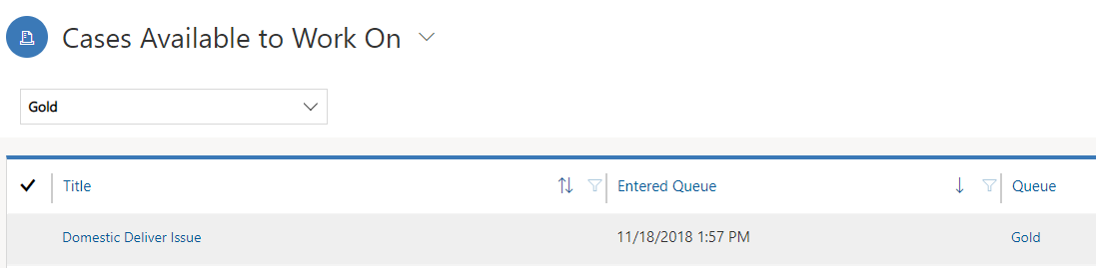 Cases Available to Work On
Gold
Title Entered Queue Queue
Domestic Deliver Issue 11/18/2018 1:57 PM Gold